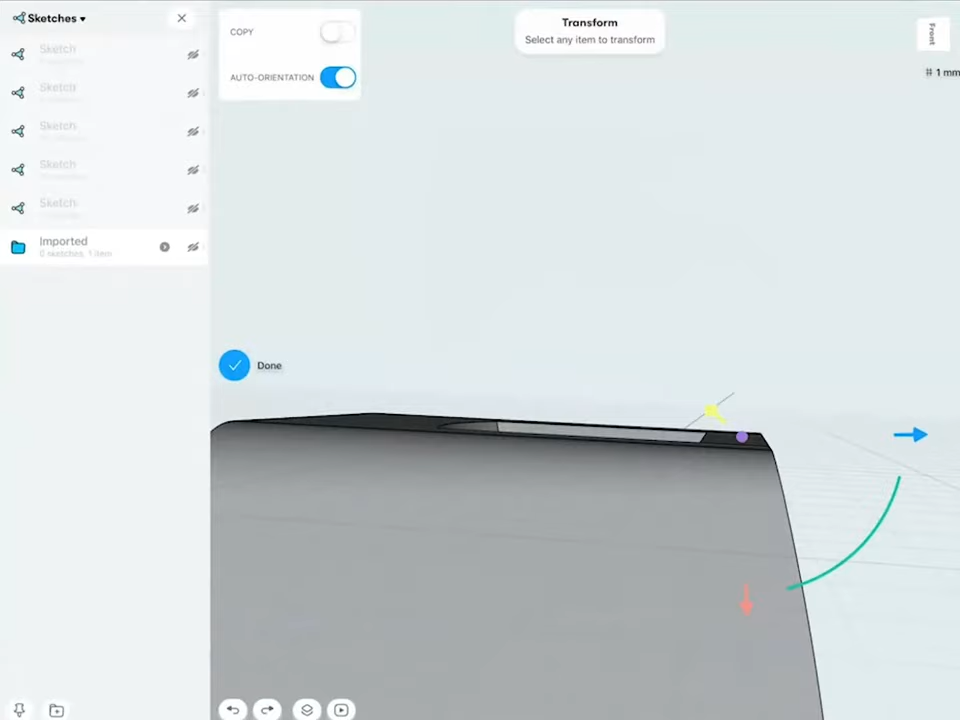 Sketches
Sketch
Sketch
Sketch
Sketch
Sketch
Imported
0 sketches, 1 item
COPY
AUTO-ORIENTATION
Transform
Select any item to transform
Front
1 mm
Done